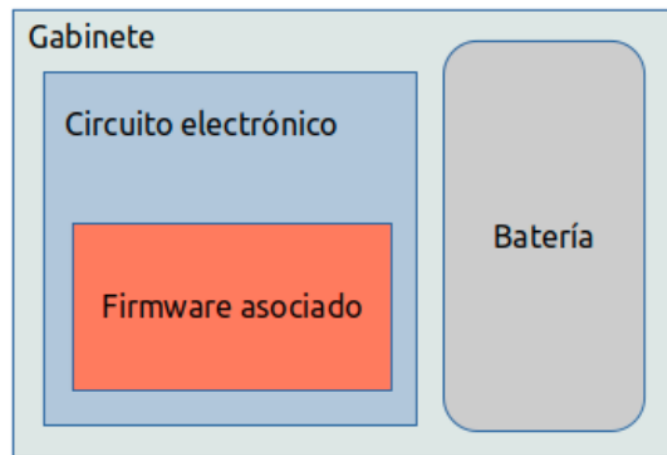 Gabinete
Circuito electrónico
Firmware asociado
Batería